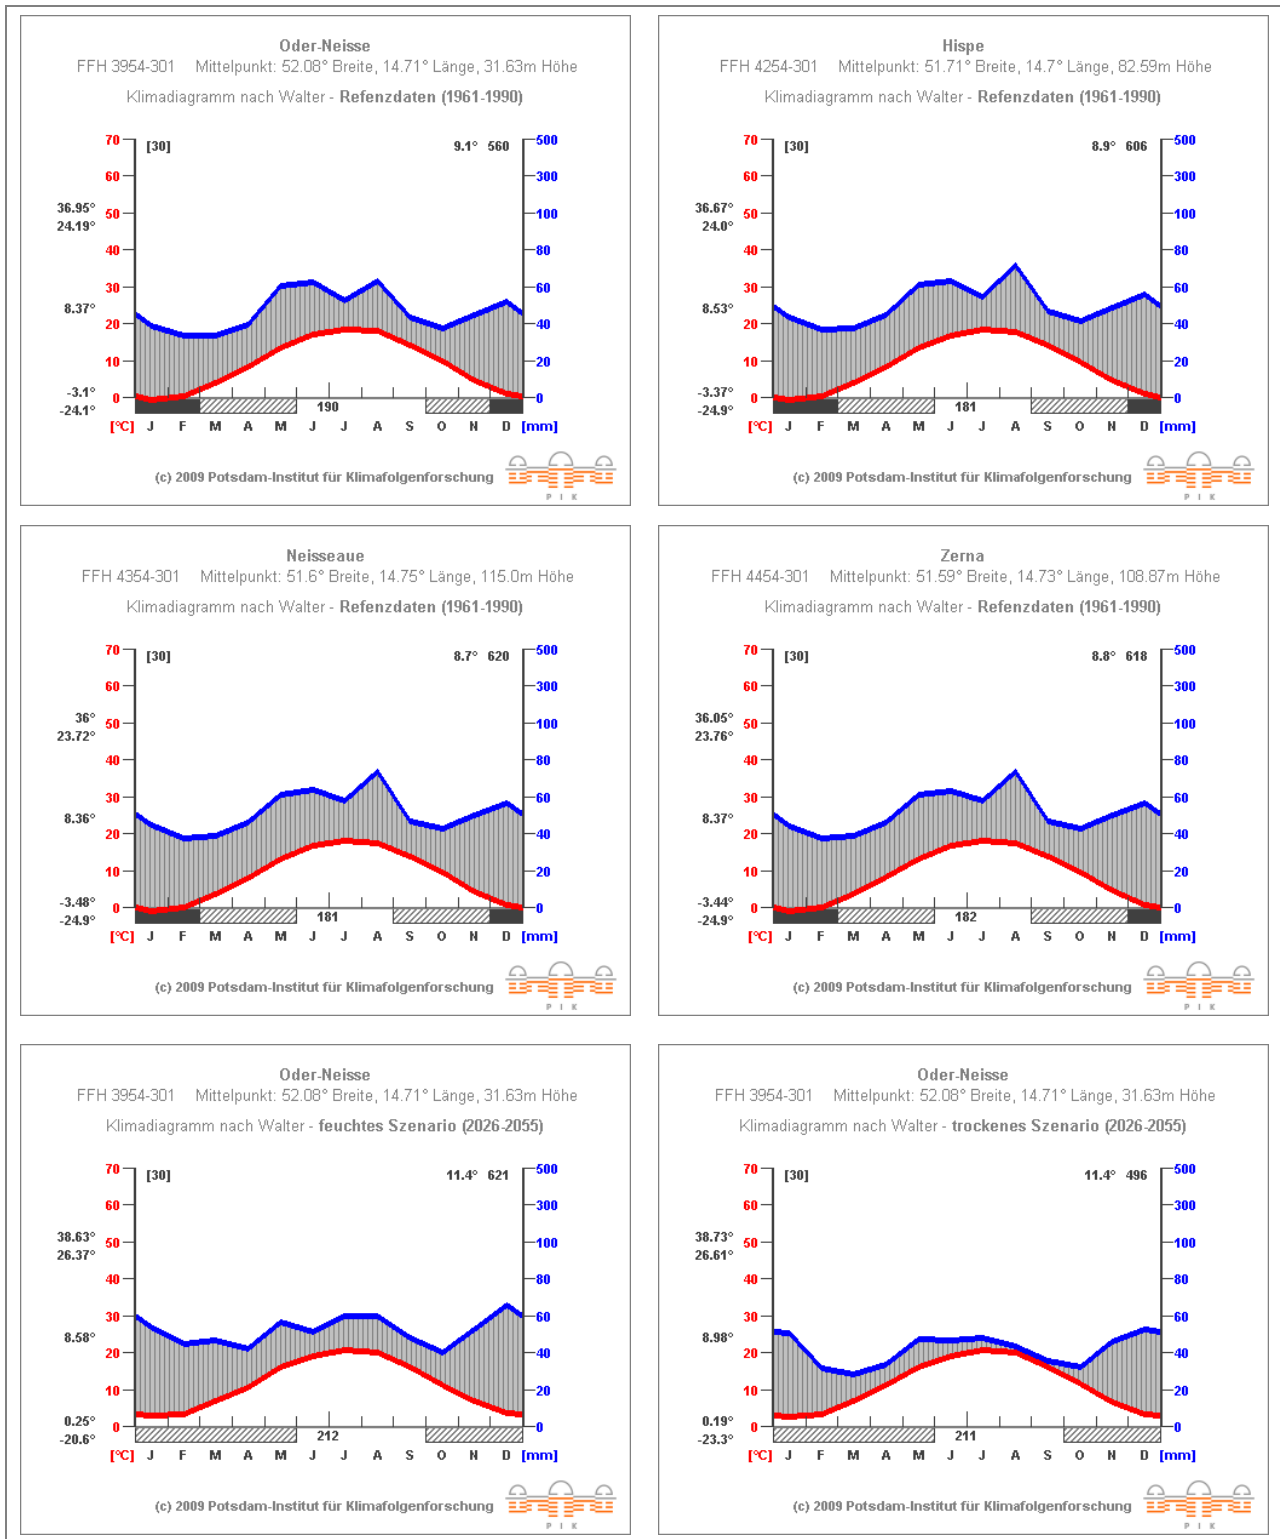 Oder-Neisse
FFH 3954-301 Mittelpunkt: 52.08° Breite, 14.71° Länge, 31.63m Höhe
Klimadiagramm nach Walter - Refenzdaten (1961-1990)
70 [30] 9.1° 560 500
60 300
36.95° 50 100
24.19°
40 80
30 60
8.37°
20 40
10 20
-3.1° 0 0
-24.1° 190
[°C] J F M A M J J A S O N D [mm]
(c) 2009 Potsdam-Institut für Klimafolgenforschung
P I K
Hispe
FFH 4254-301 Mittelpunkt: 51.71° Breite, 14.7° Länge, 82.59m Höhe
Klimadiagramm nach Walter - Refenzdaten (1961-1990)
70 [30] 8.9° 606 500
60 300
36.67° 50 100
24.0°
40 80
30 60
8.53°
20 40
10 20
-3.37° 0 0
-24.9° 181
[°C] J F M A M J J A S O N D [mm]
(c) 2009 Potsdam-Institut für Klimafolgenforschung
P I K
Neisseaue
FFH 4354-301 Mittelpunkt: 51.6° Breite, 14.75° Länge, 115.0m Höhe
Klimadiagramm nach Walter - Refenzdaten (1961-1990)
70 [30] 8.7° 620 500
60 300
36° 50 100
23.72°
40 80
30 60
8.36°
20 40
10 20
-3.48° 0 0
-24.9° 181
[°C] J F M A M J J A S O N D [mm]
(c) 2009 Potsdam-Institut für Klimafolgenforschung
P I K
Zerna
FFH 4454-301 Mittelpunkt: 51.59° Breite, 14.73° Länge, 108.87m Höhe
Klimadiagramm nach Walter - Refenzdaten (1961-1990)
70 [30] 8.8° 618 500
60 300
36.05° 50 100
23.76°
40 80
30 60
8.37°
20 40
10 20
-3.44° 0 0
-24.9° 182
[°C] J F M A M J J A S O N D [mm]
(c) 2009 Potsdam-Institut für Klimafolgenforschung
P I K
Oder-Neisse
FFH 3954-301 Mittelpunkt: 52.08° Breite, 14.71° Länge, 31.63m Höhe
Klimadiagramm nach Walter - feuchtes Szenario (2026-2055)
70 [30] 11.4° 621 500
60 300
38.63° 50 100
26.37°
40 80
30 60
8.58°
20 40
10 20
0.25° 0 0
-20.6° 212
[°C] J F M A M J J A S O N D [mm]
(c) 2009 Potsdam-Institut für Klimafolgenforschung
P I K
Oder-Neisse
FFH 3954-301 Mittelpunkt: 52.08° Breite, 14.71° Länge, 31.63m Höhe
Klimadiagramm nach Walter - trockenes Szenario (2026-2055)
70 [30] 11.4° 496 500
60 300
38.73° 50 100
26.61°
40 80
30 60
8.98°
20 40
10 20
0.19° 0 0
-23.3° 211
[°C] J F M A M J J A S O N D [mm]
(c) 2009 Potsdam-Institut für Klimafolgenforschung
P I K